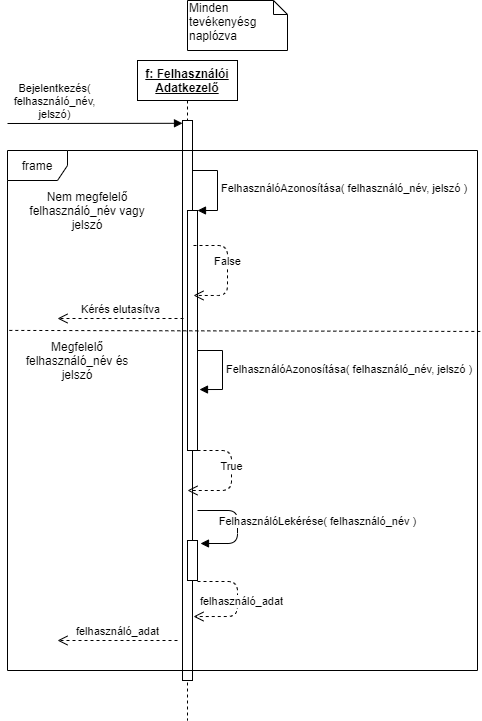 Minden
tevékenyésg
naplózva
f: Felhasználói
Adatkezelő
Bejelentkezés(
felhasználó_név,
jelszó)
frame
FelhasználóAzonosítása( felhasználó_név, jelszó )
Nem megfelelő
felhasználó_név vagy
jelszó
False
Kérés elutasítva
Megfelelő
felhasználó_név és
jelszó
FelhasználóAzonosítása( felhasználó_név, jelszó )
True
FelhasználóLekérése( felhasználó_név )
felhasználó_adat
felhasználó_adat